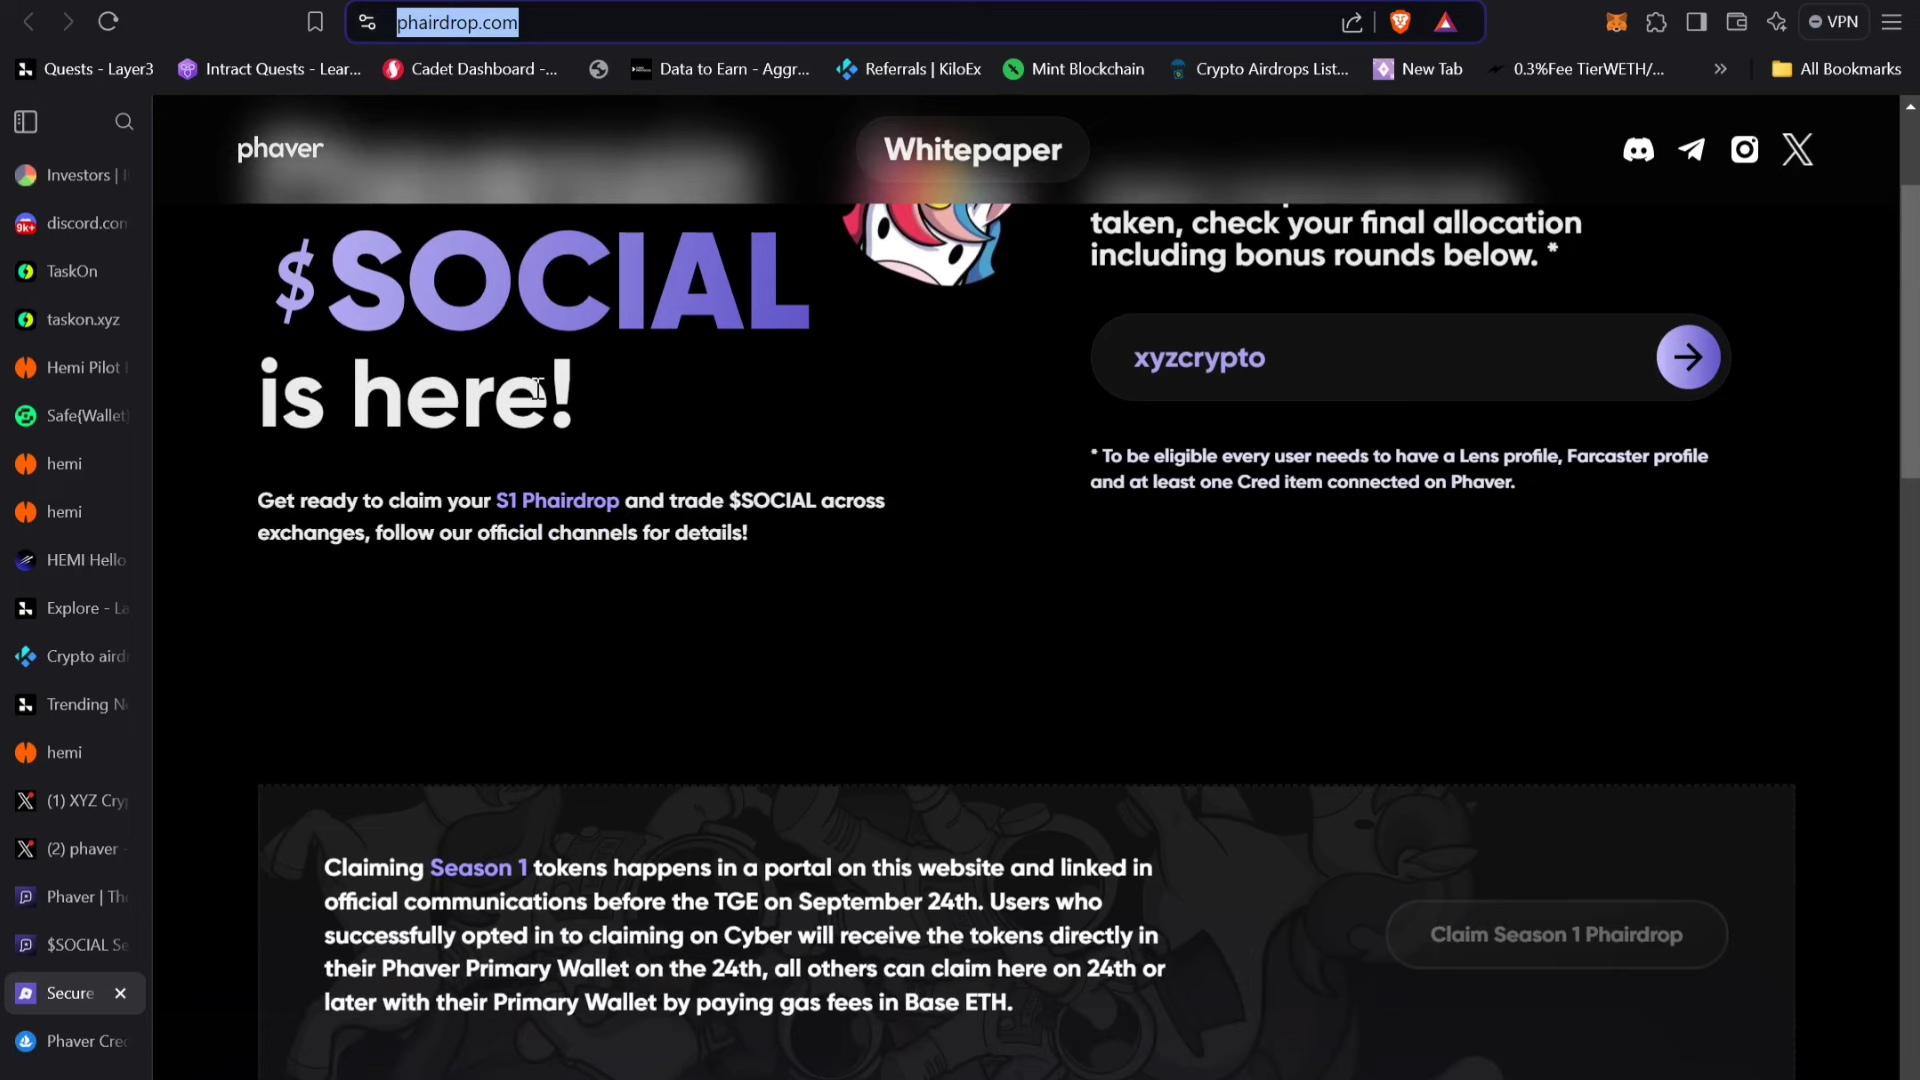 phairdrop.com
VPN
Quests - Layer3
Intract Quests - Lear...
Cadet Dashboard -...
Data to Earn - Aggr...
Referrals | KiloEx
Mint Blockchain
Crypto Airdrops List...
New Tab
0.3%Fee TierWETH/...
»
All Bookmarks
Investors |
discord.con
9k+
TaskOn
taskon.xyz
Hemi Pilot
Safe{Wallet}
hemi
hemi
HEMI Hello
Explore - La
Crypto aird
Trending N
hemi
(1) XYZ Cry
(2) phaver -
Phaver | Th
$SOCIAL Se
Secure
Phaver Cre
phaver
Whitepaper
$SOCIAL
is here!
Get ready to claim your S1 Phairdrop and trade $SOCIAL across
exchanges, follow our official channels for details!
taken, check your final allocation
including bonus rounds below. *
xyzcrypto
* To be eligible every user needs to have a Lens profile, Farcaster profile
and at least one Cred item connected on Phaver.
Claiming Season 1 tokens happens in a portal on this website and linked in
official communications before the TGE on September 24th. Users who
successfully opted in to claiming on Cyber will receive the tokens directly in
their Phaver Primary Wallet on the 24th, all others can claim here on 24th or
later with their Primary Wallet by paying gas fees in Base ETH.
Claim Season 1 Phairdrop